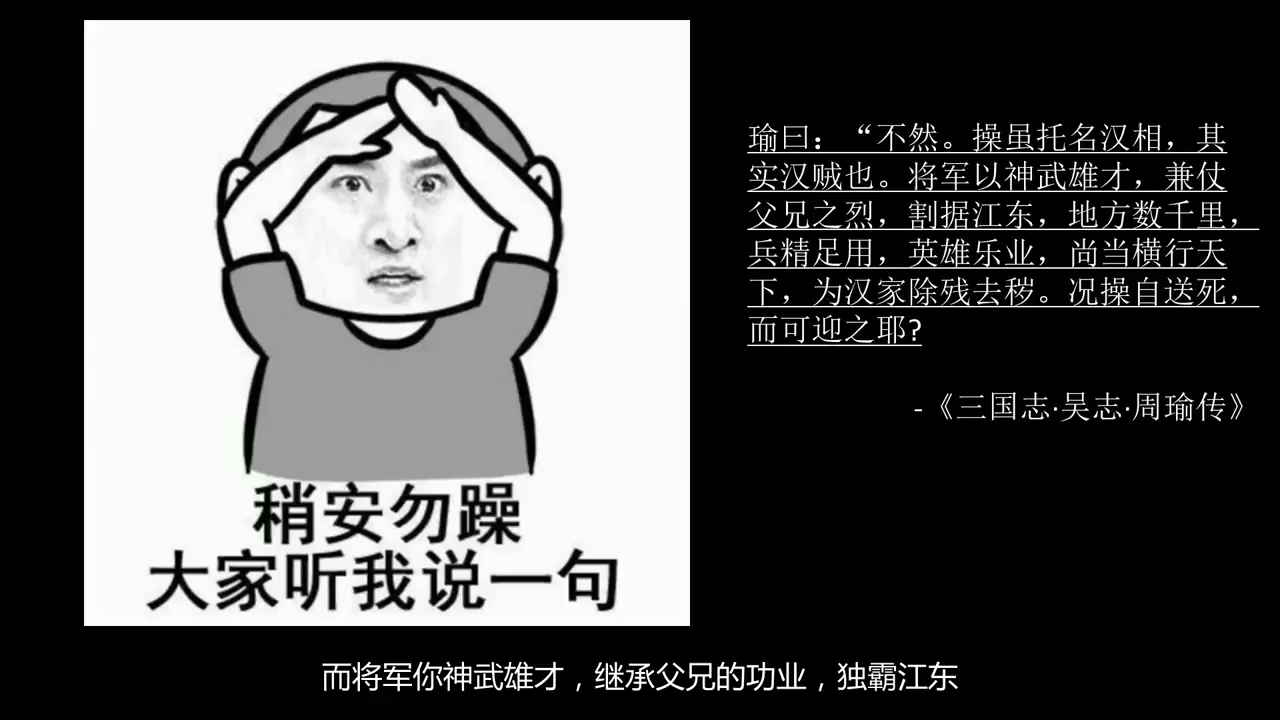 瑜曰：“不然。操虽托名汉相，其
实汉贼也。将军以神武雄才，兼仗
父兄之烈，割据江东，地方数千里，
兵精足用，英雄乐业，尚当横行天
下，为汉家除残去秽。况操自送死，
而可迎之耶?
-《三国志·吴志·周瑜传》
稍安勿躁
大家听我说一句
而将军你神武雄才，继承父兄的功业，独霸江东